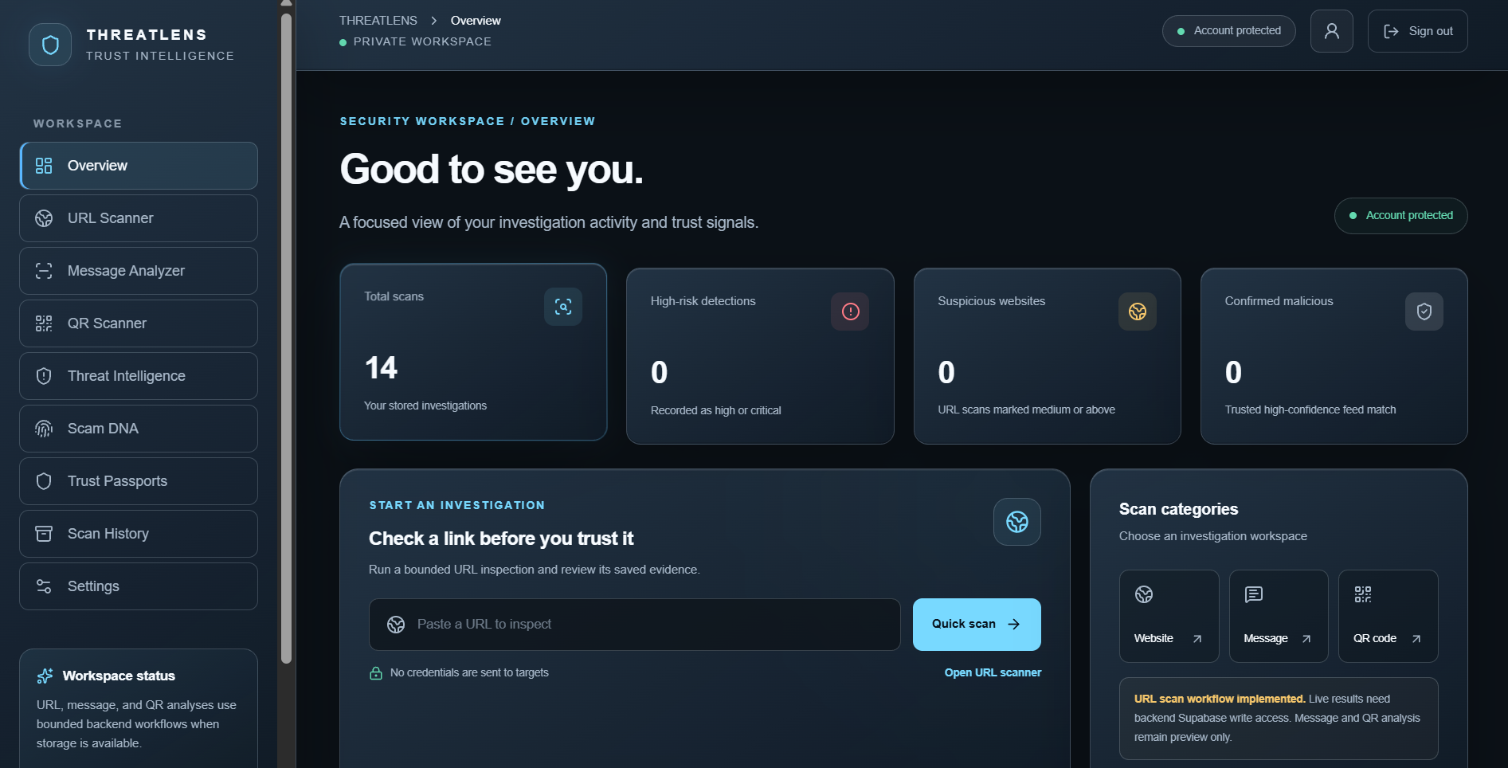 THREATLENS
TRUST INTELLIGENCE
WORKSPACE
Overview
URL Scanner
Message Analyzer
QR Scanner
Threat Intelligence
Scam DNA
Trust Passports
Scan History
Settings
Workspace status
URL, message, and QR analyses use
bounded backend workflows when
storage is available.
THREATLENS > Overview
PRIVATE WORKSPACE
Account protected
Sign out
SECURITY WORKSPACE / OVERVIEW
Good to see you.
A focused view of your investigation activity and trust signals.
Account protected
Total scans
14
Your stored investigations
High-risk detections
0
Recorded as high or critical
Suspicious websites
0
URL scans marked medium or above
Confirmed malicious
0
Trusted high-confidence feed match
START AN INVESTIGATION
Check a link before you trust it
Run a bounded URL inspection and review its saved evidence.
Paste a URL to inspect
Quick scan
No credentials are sent to targets
Open URL scanner
Scan categories
Choose an investigation workspace
Website
Message
QR code
URL scan workflow implemented. Live results need
backend Supabase write access. Message and QR analysis
remain preview only.